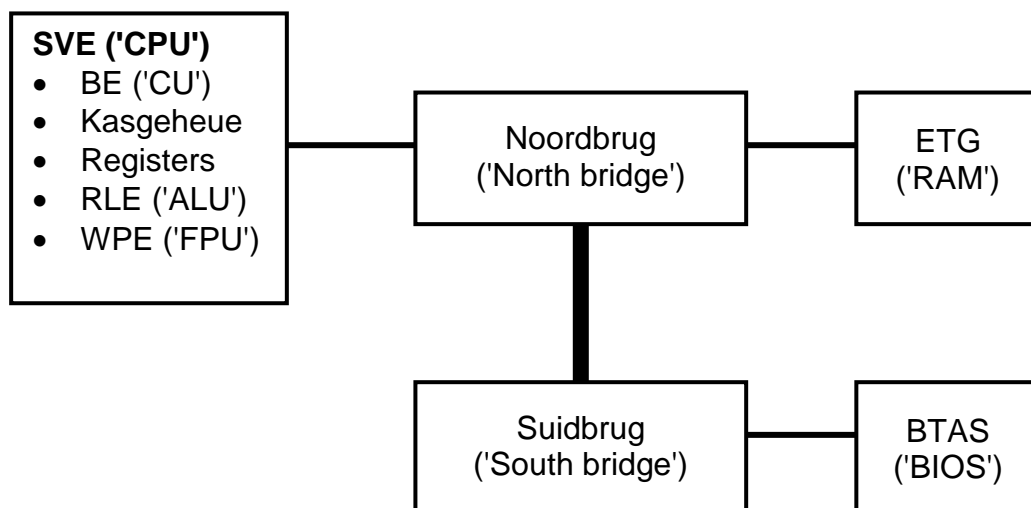 SVE ('CPU')
• BE ('CU')
• Kasgeheue
• Registers
• RLE ('ALU')
• WPE ('FPU')
Noordbrug
('North bridge')
ETG
('RAM')
Suidbrug
('South bridge')
BTAS
('BIOS')